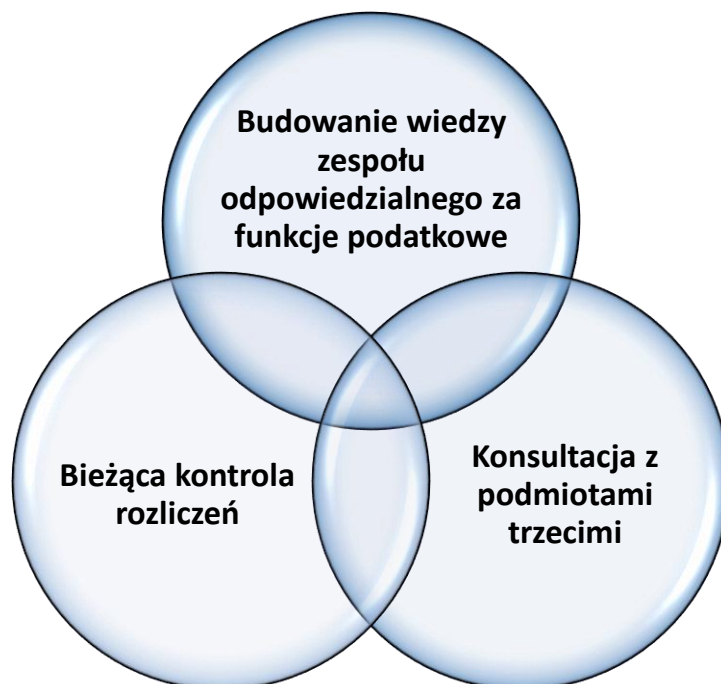 Budowanie wiedzy
zespołu
odpowiedzialnego za
funkcje podatkowe
Bieżąca kontrola
rozliczeń
Konsultacja z
podmiotami
trzecimi